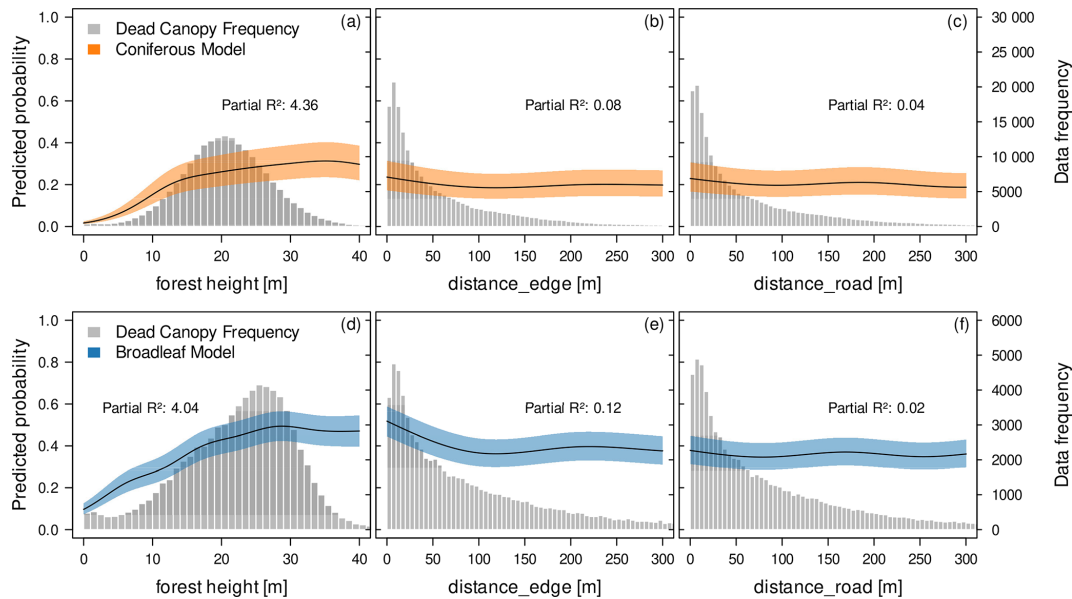 (a)
(b)
(c)
Dead Canopy Frequency
Coniferous Model
Partial R²: 4.36
Partial R²: 0.08
Partial R²: 0.04
Predicted probability
1.0
0.8
0.6
0.4
0.2
0.0
30 000
25 000
20 000
15 000
10 000
5000
0
Data frequency
0 10 20 30 40
0 50 100 150 200 250 300
0 50 100 150 200 250 300
forest height [m]
distance_edge [m]
distance_road [m]
(d)
(e)
(f)
Dead Canopy Frequency
Broadleaf Model
Partial R²: 4.04
Partial R²: 0.12
Partial R²: 0.02
Predicted probability
1.0
0.8
0.6
0.4
0.2
0.0
6000
5000
4000
3000
2000
1000
0
Data frequency
0 10 20 30 40
0 50 100 150 200 250 300
0 50 100 150 200 250 300
forest height [m]
distance_edge [m]
distance_road [m]